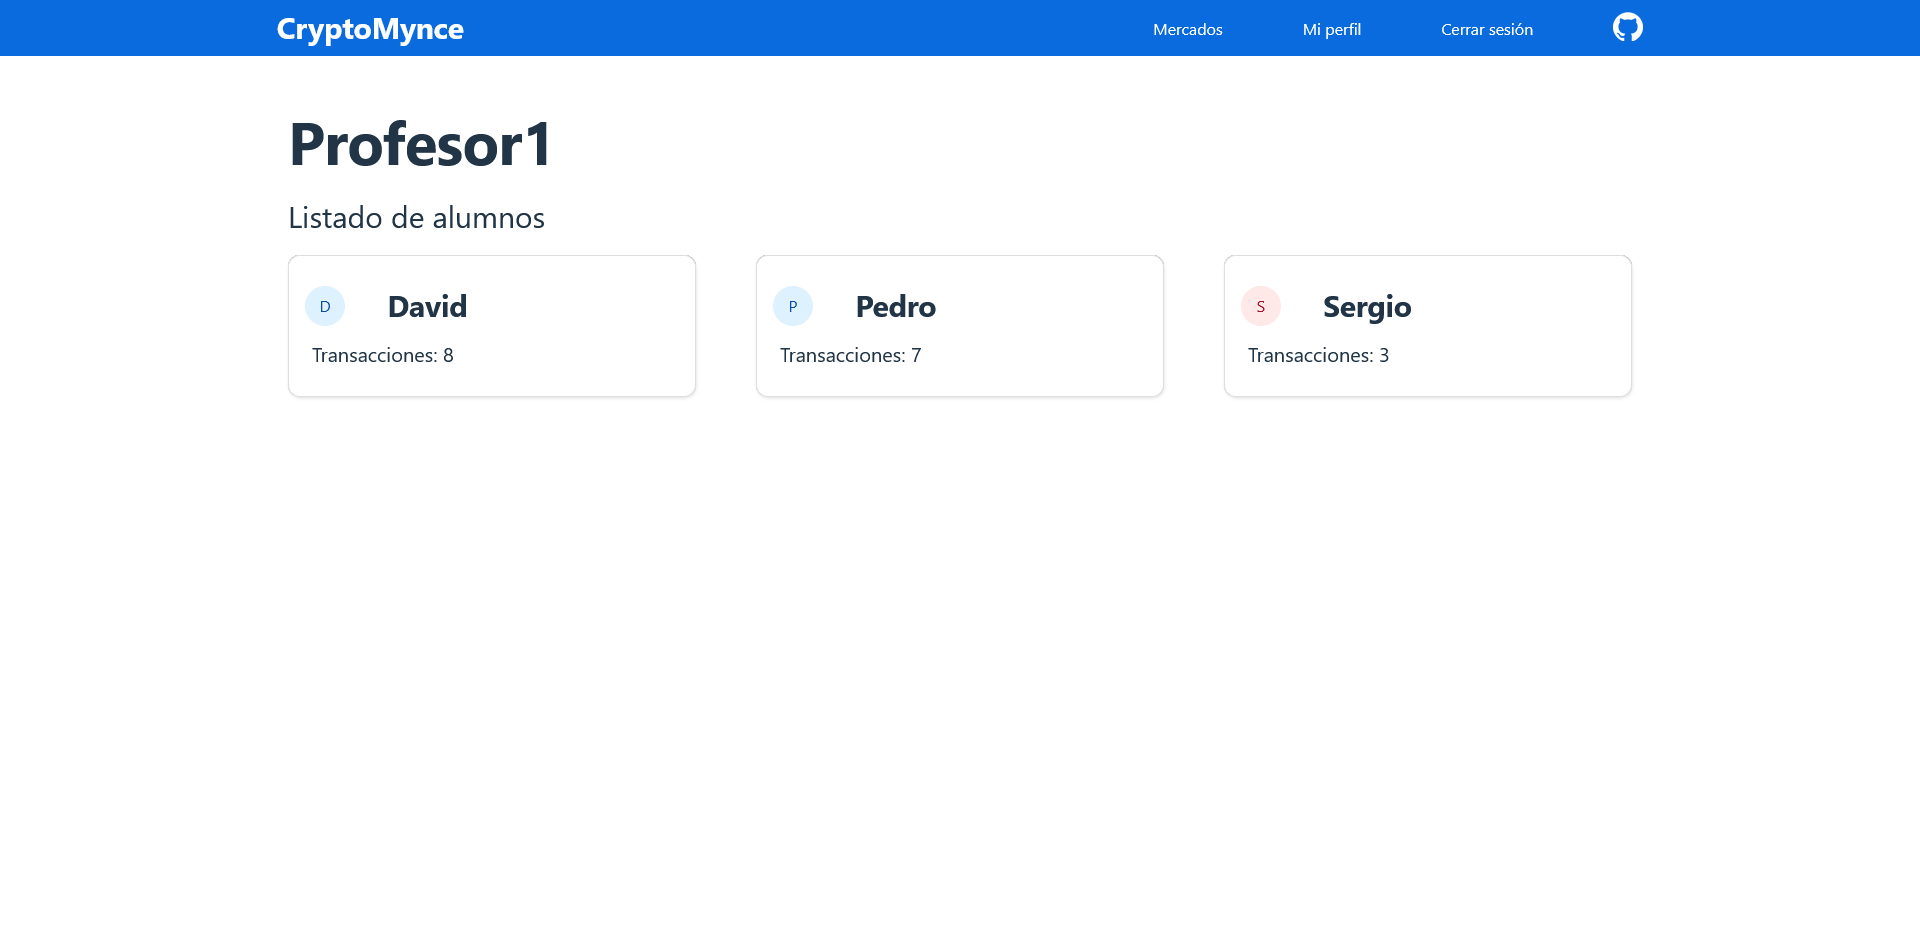 CryptoMynce
Mercados
Mi perfil
Cerrar sesión
Profesor1
Listado de alumnos
D
David
Transacciones: 8
P
Pedro
Transacciones: 7
S
Sergio
Transacciones: 3